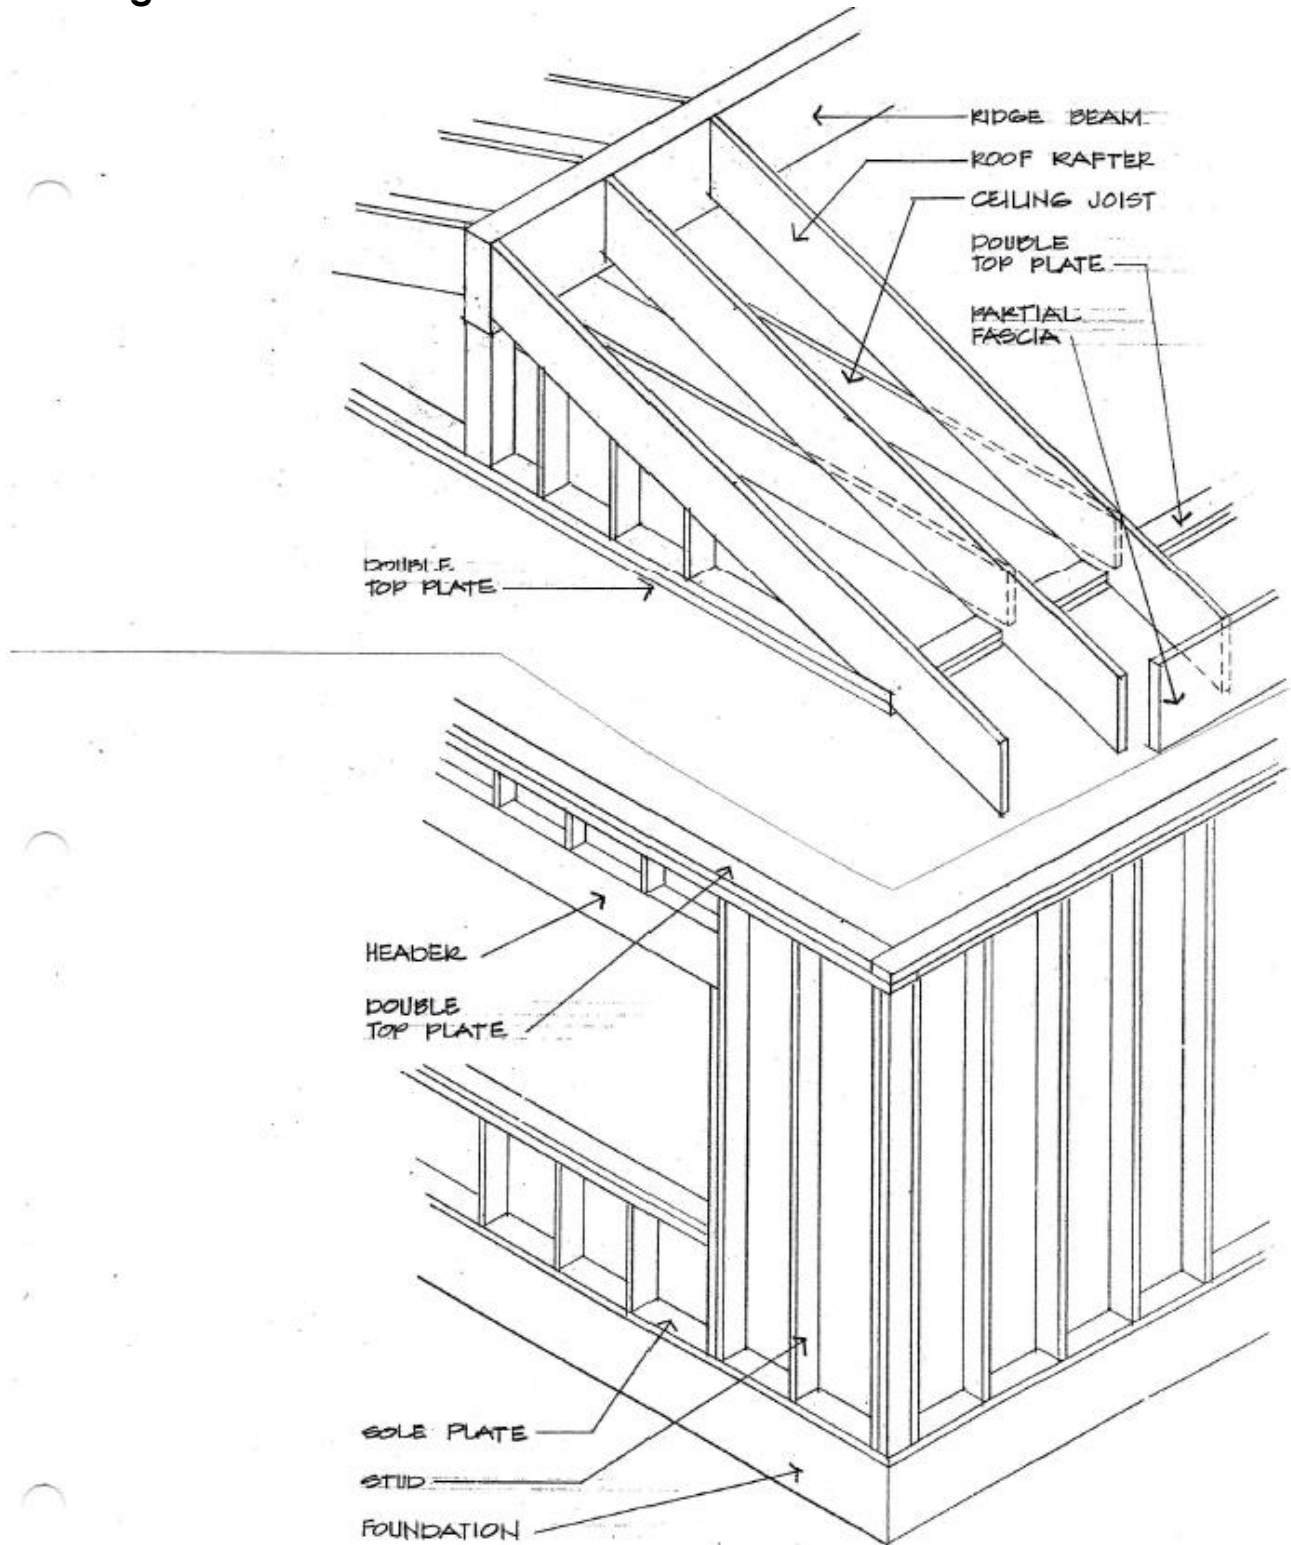 RIDGE BEAM
ROOF RAFTER
CEILING JOIST
DOUBLE
TOP PLATE
PARTIAL
FASCIA
DOUBLE
TOP PLATE
HEADER
DOUBLE
TOP PLATE
SOLE PLATE
STUD
FOUNDATION